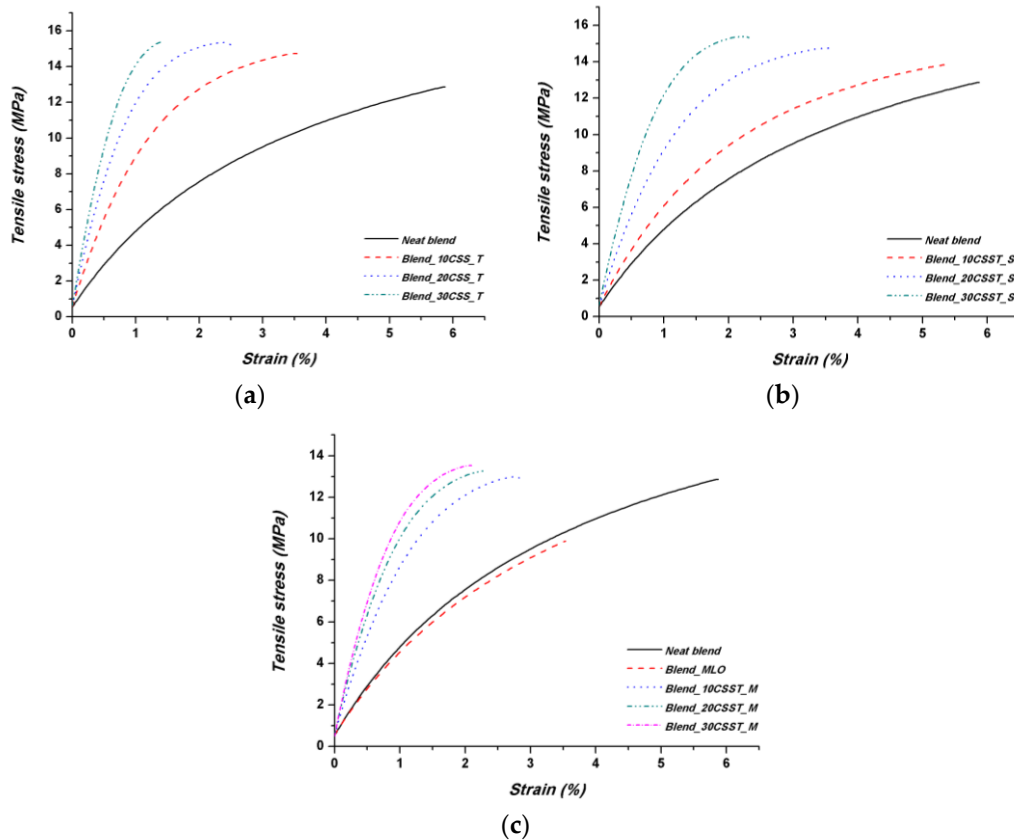 Tensile stress (MPa)
16
14
12
10
8
6
4
2
0
Neat blend
Blend_10CSS_T
Blend_20CSS_T
Blend_30CSS_T
0 1 2 3 4 5 6
Strain (%)
(a)
Tensile stress (MPa)
16
14
12
10
8
6
4
2
0
Neat blend
Blend_10CSST_S
Blend_20CSST_S
Blend_30CSST_S
0 1 2 3 4 5 6
Strain (%)
(b)
Tensile stress (MPa)
14
12
10
8
6
4
2
0
Neat blend
Blend_MLO
Blend_10CSST_M
Blend_20CSST_M
Blend_30CSST_M
0 1 2 3 4 5 6
Strain (%)
(c)